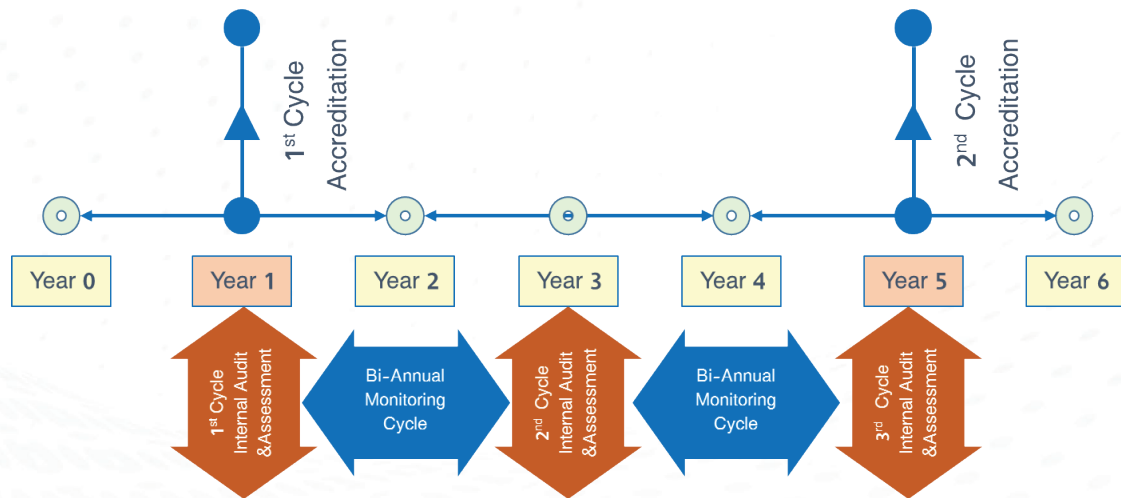 1st Cycle
Accreditation
2nd Cycle
Accreditation
Year 0
Year 1
Year 2
Year 3
Year 4
Year 5
Year 6
1st Cycle
Internal Audit
&Assessment
Bi-Annual
Monitoring
Cycle
2nd Cycle
Internal Audit
&Assessment
Bi-Annual
Monitoring
Cycle
3rd Cycle
Internal Audit
&Assessment